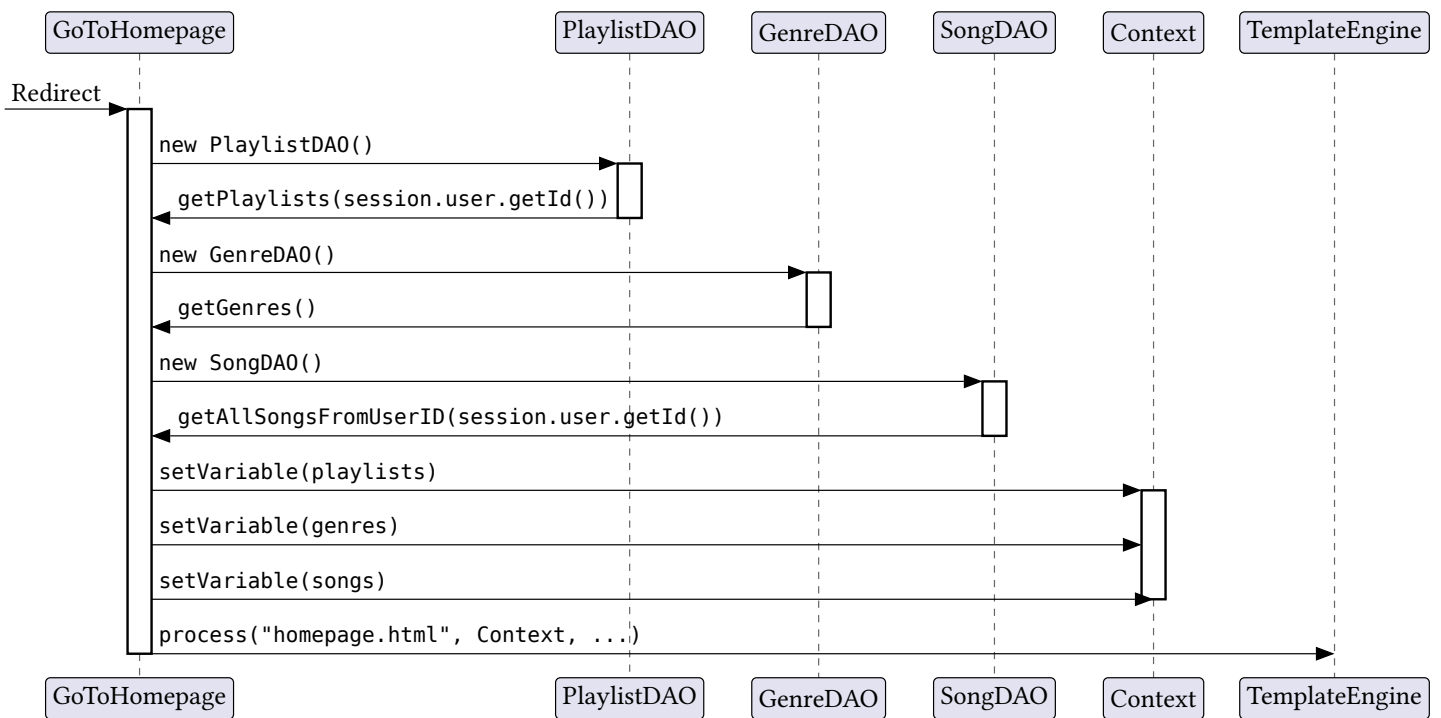 GoToHomepage PlaylistDAO GenreDAO SongDAO Context TemplateEngine
Redirect
new PlaylistDAO()
getPlaylists(session.user.getId())
new GenreDAO()
getGenres()
new SongDAO()
getAllSongsFromUserID(session.user.getId())
setVariable(playlists)
setVariable(genres)
setVariable(songs)
process("homepage.html", Context, ...)
GoToHomepage PlaylistDAO GenreDAO SongDAO Context TemplateEngine